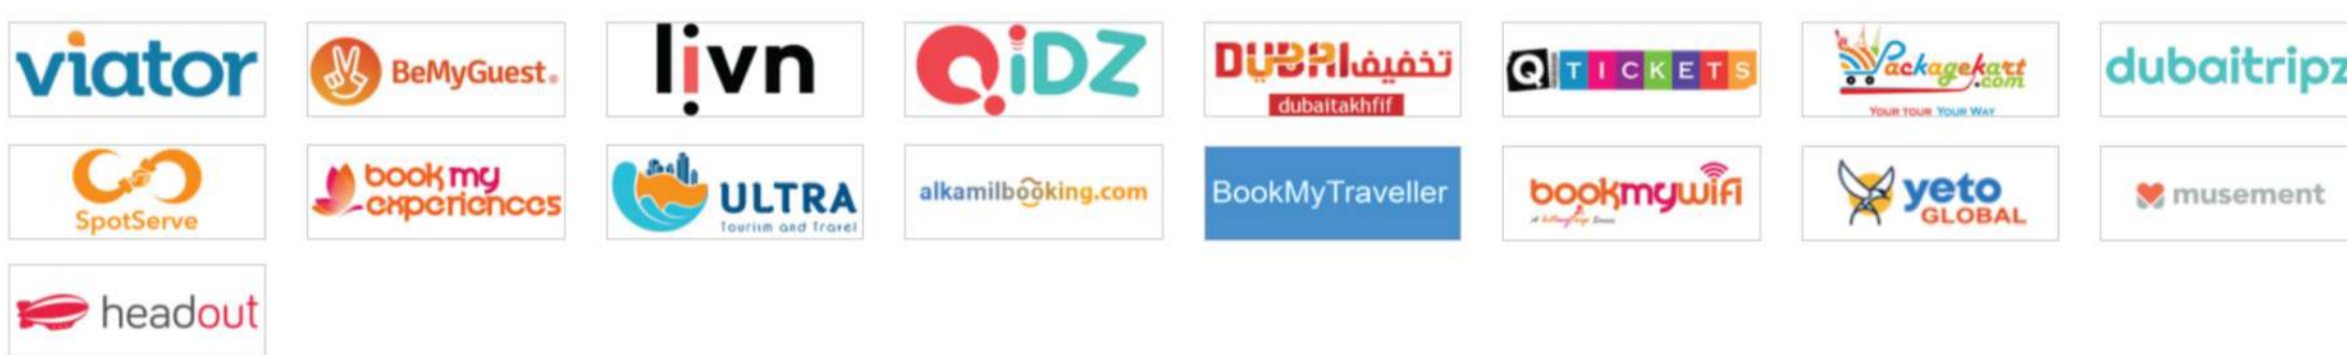 viator
BeMyGuest®
livn
QiDZ
DUBAI تخفيف
dubaitakhfif
Q TICKETS
Packagekart
.com
YOUR TOUR YOUR WAY
dubaitripz
SpotServe
book my
experiences
ULTRA
Tourism and Travel
alkamilbooking.com
BookMyTraveller
bookmywifi
yeto
GLOBAL
musement
headout